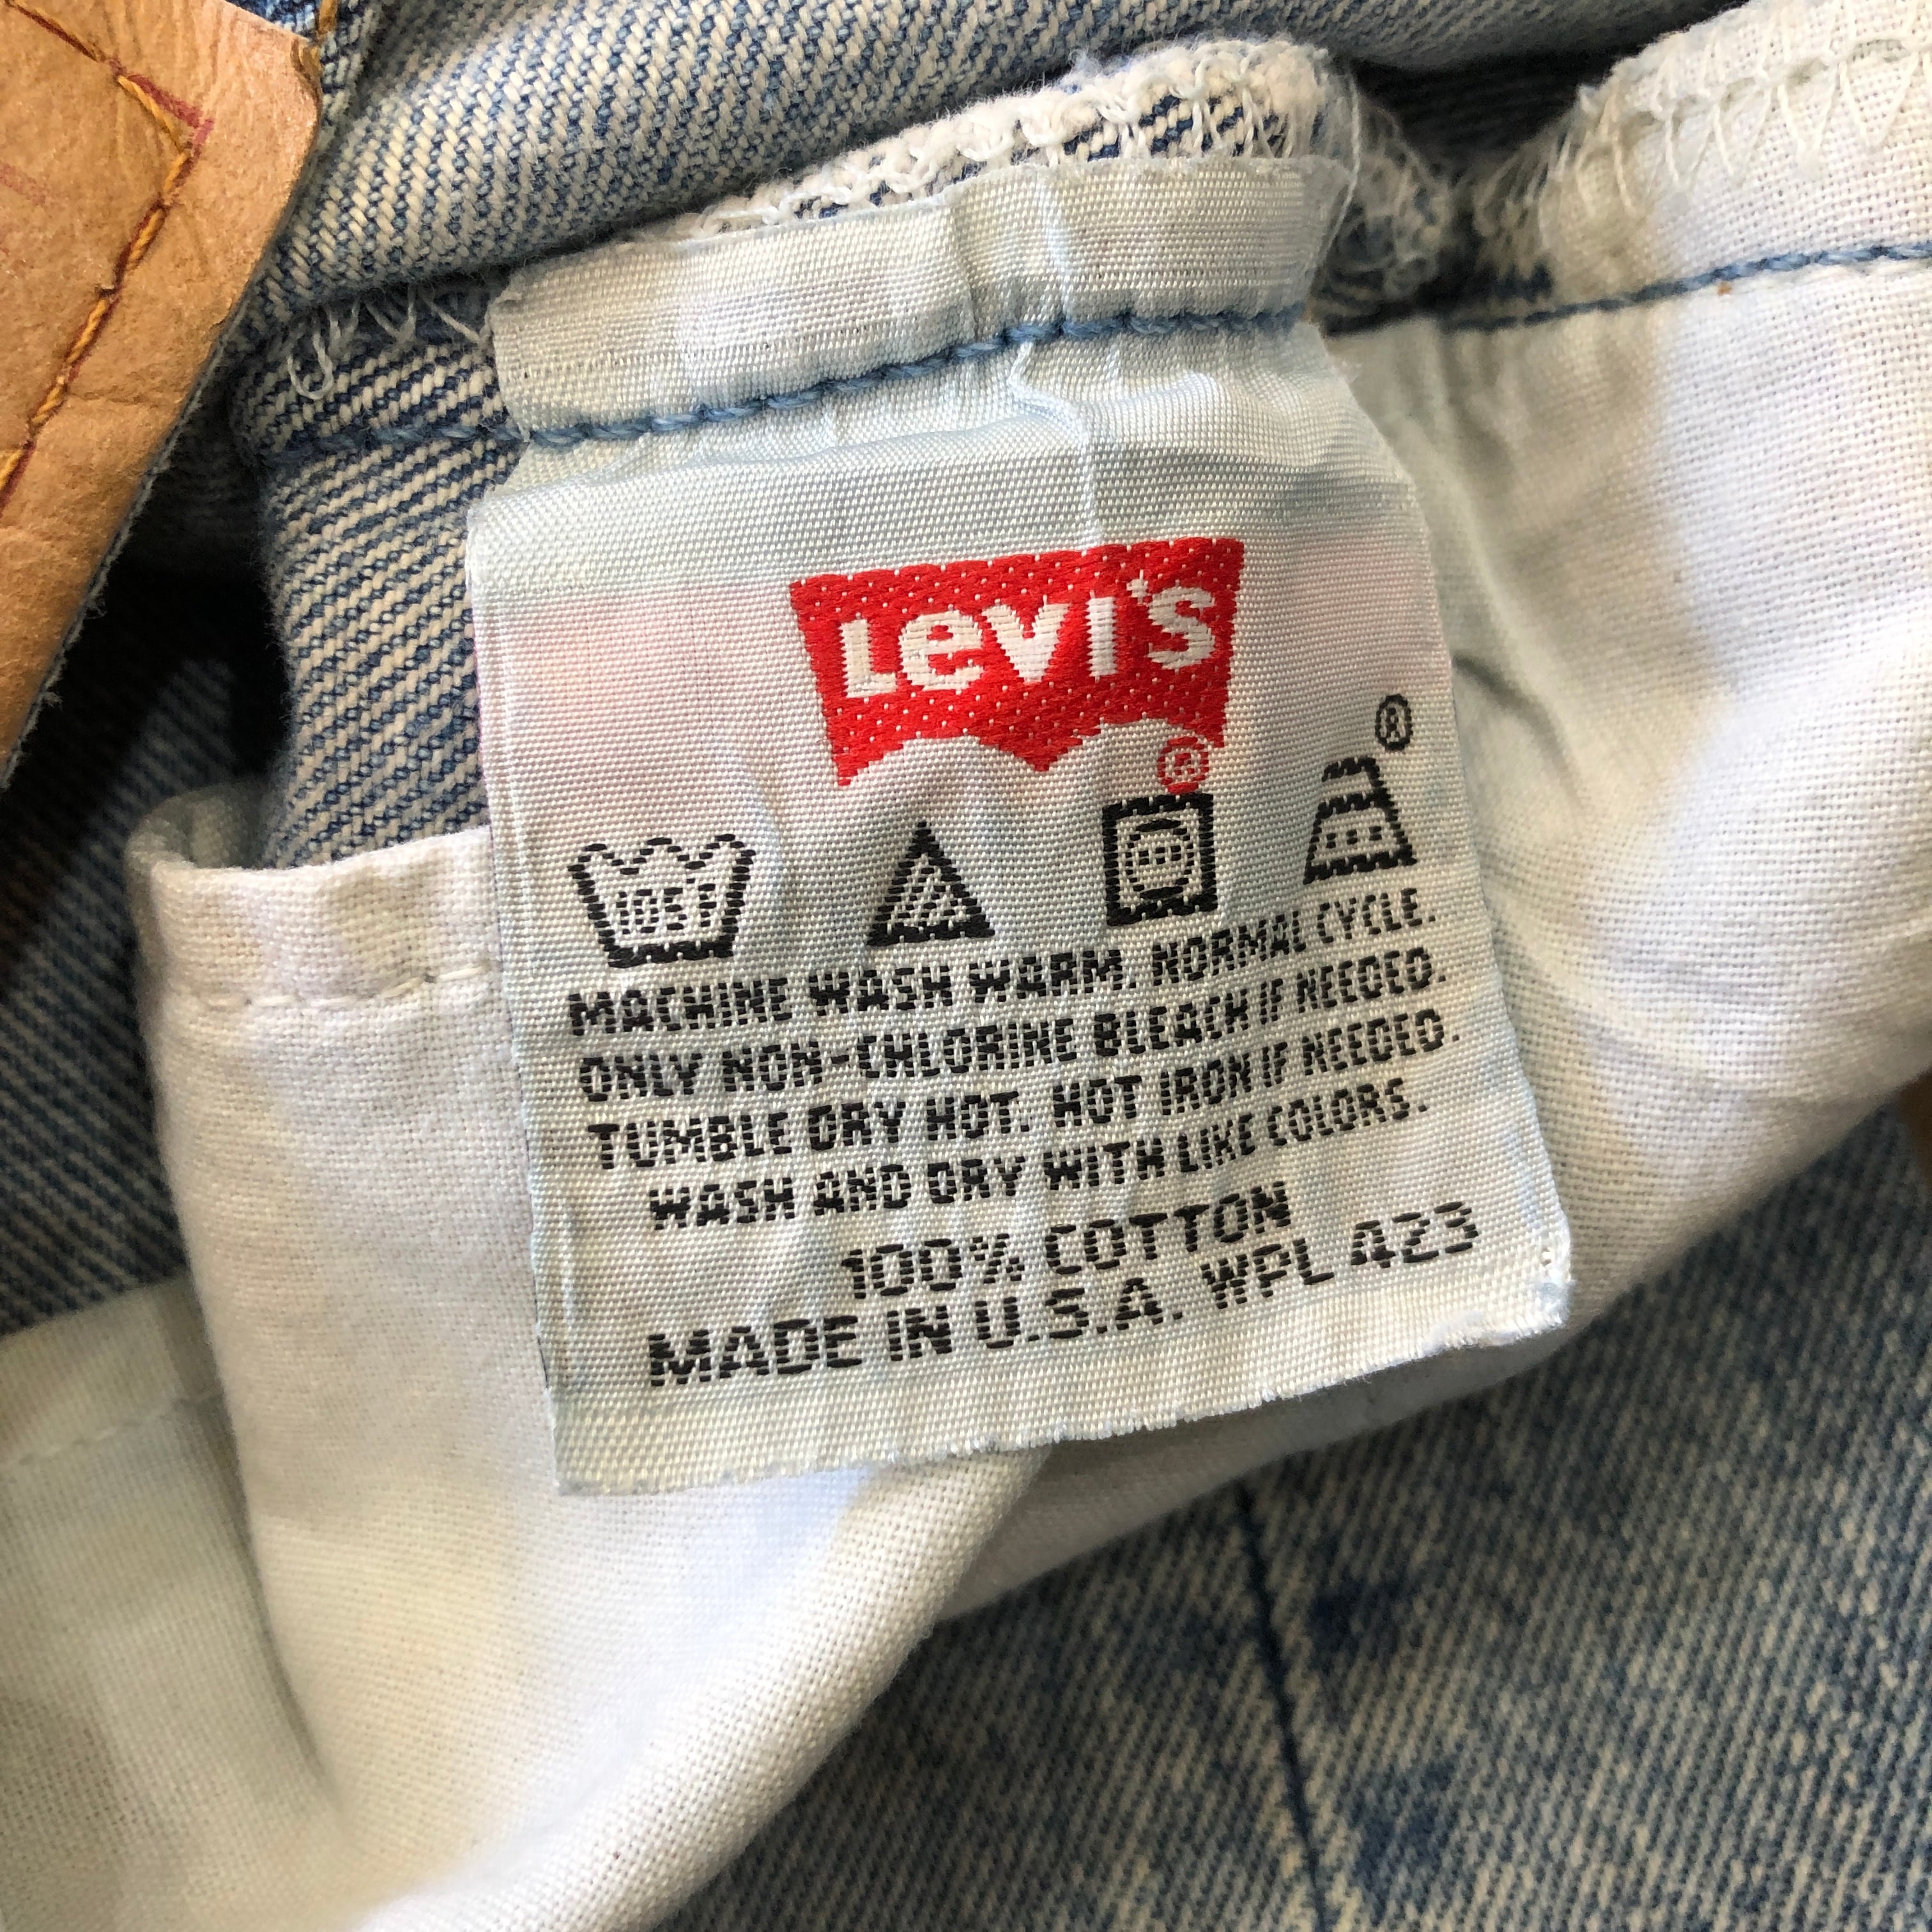 Levi's
®
®
105°F
MACHINE WASH WARM, NORMAL CYCLE.
ONLY NON-CHLORINE BLEACH IF NEEDED.
TUMBLE DRY HOT. HOT IRON IF NEEDED.
WASH AND DRY WITH LIKE COLORS.
100% COTTON
MADE IN U.S.A. WPL 423